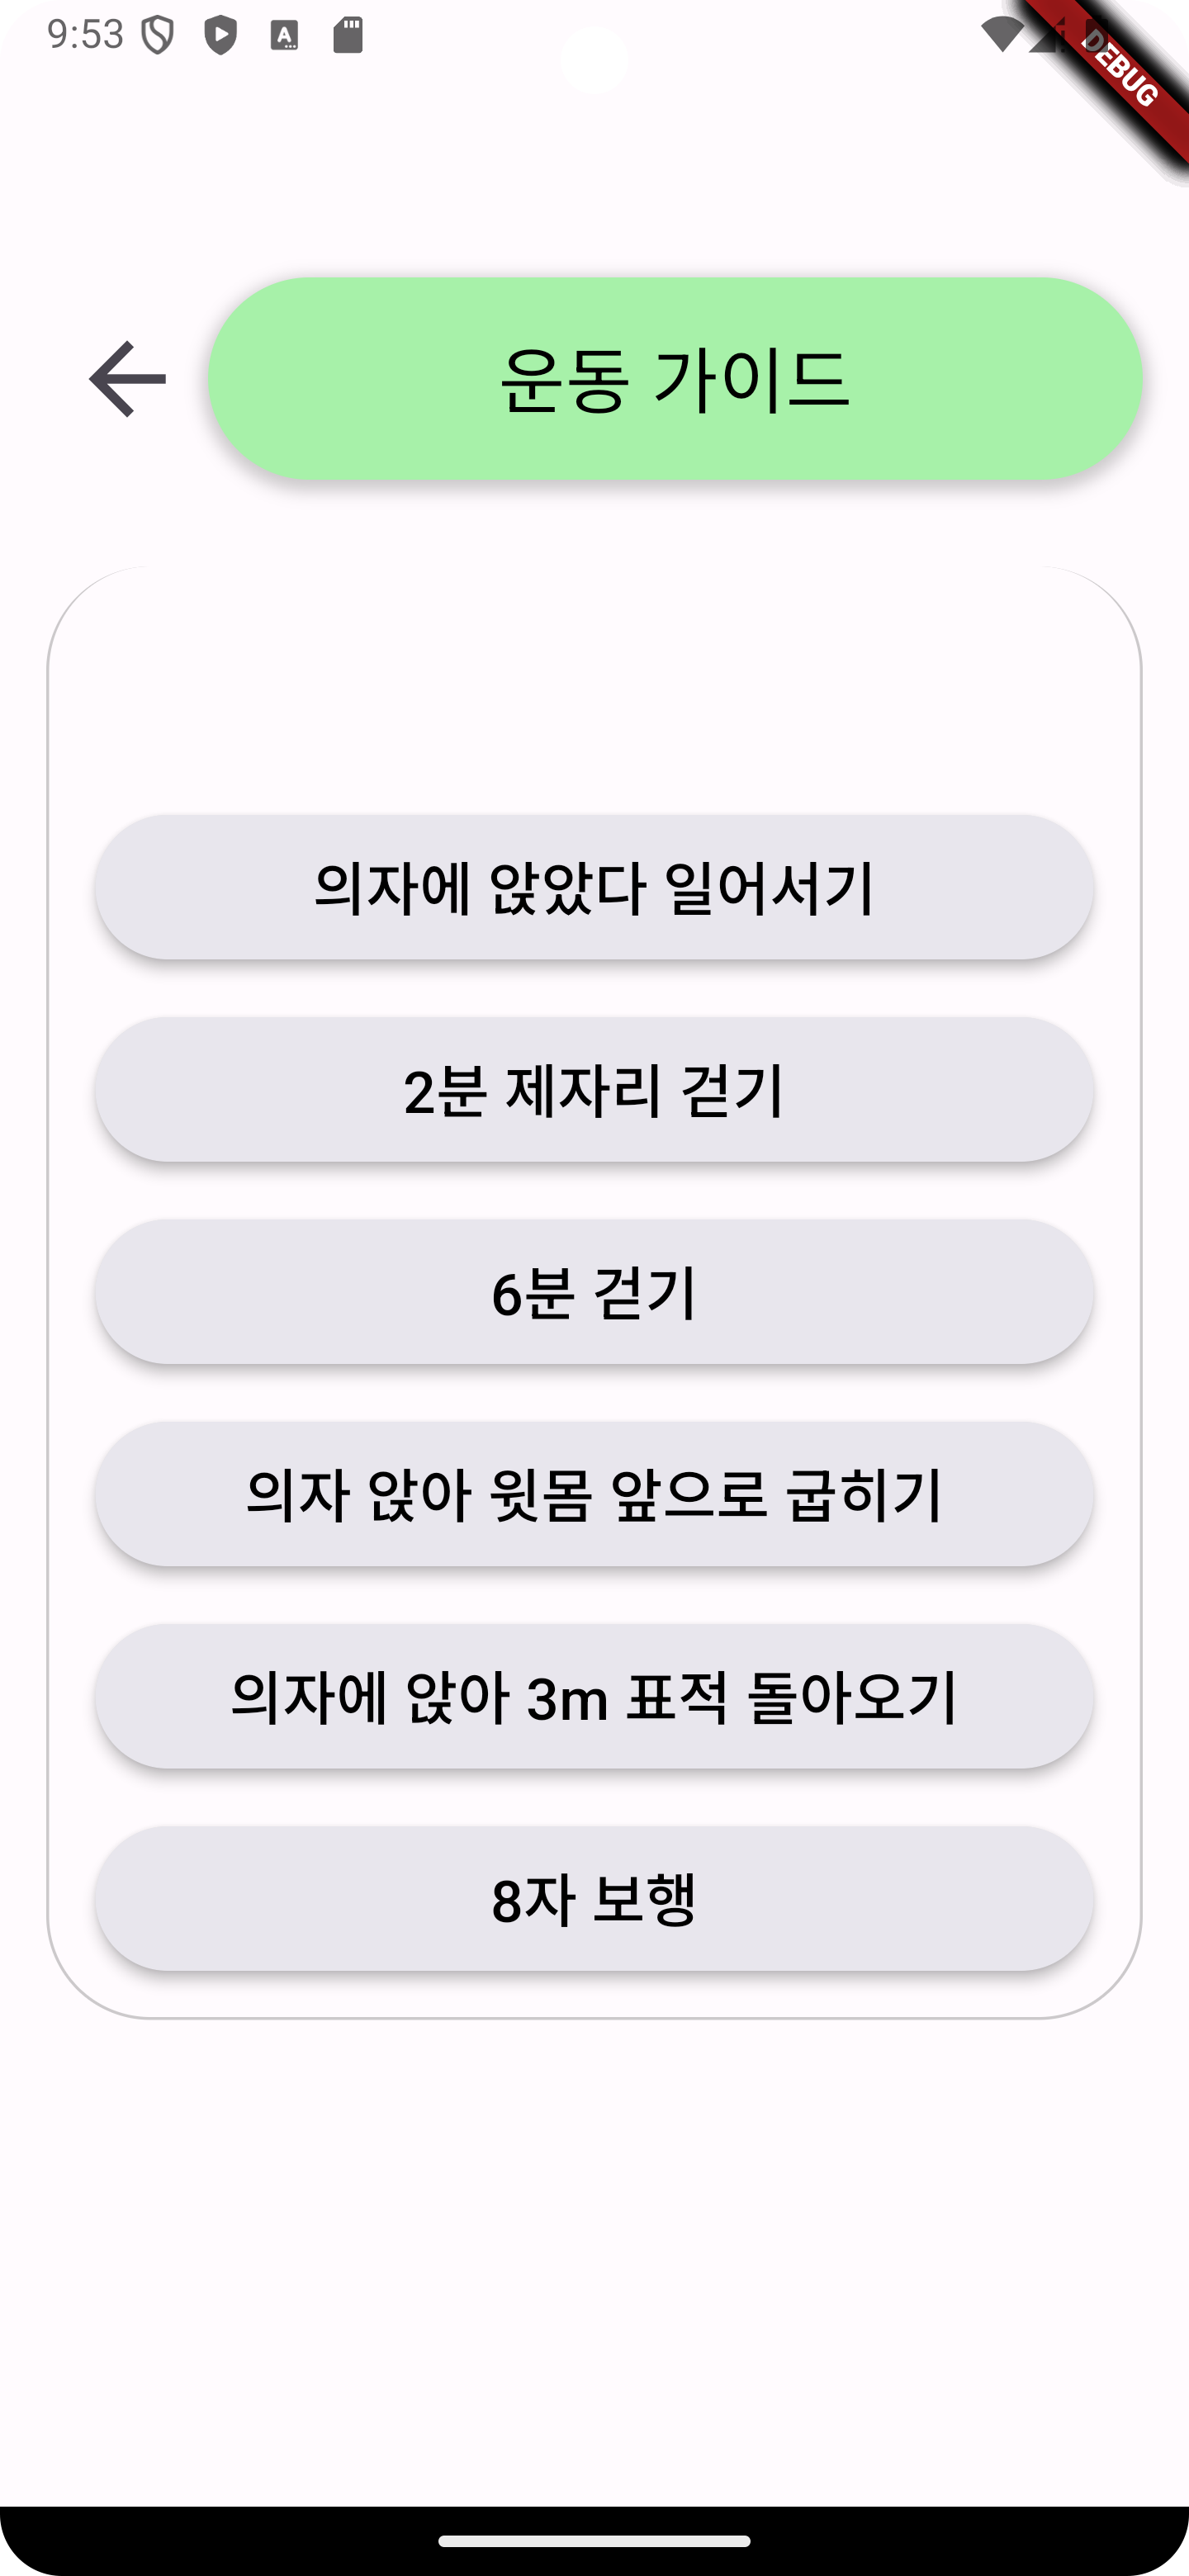 9:53
DEBUG
운동 가이드
의자에 앉았다 일어서기
2분 제자리 걷기
6분 걷기
의자 앉아 윗몸 앞으로 굽히기
의자에 앉아 3m 표적 돌아오기
8자 보행